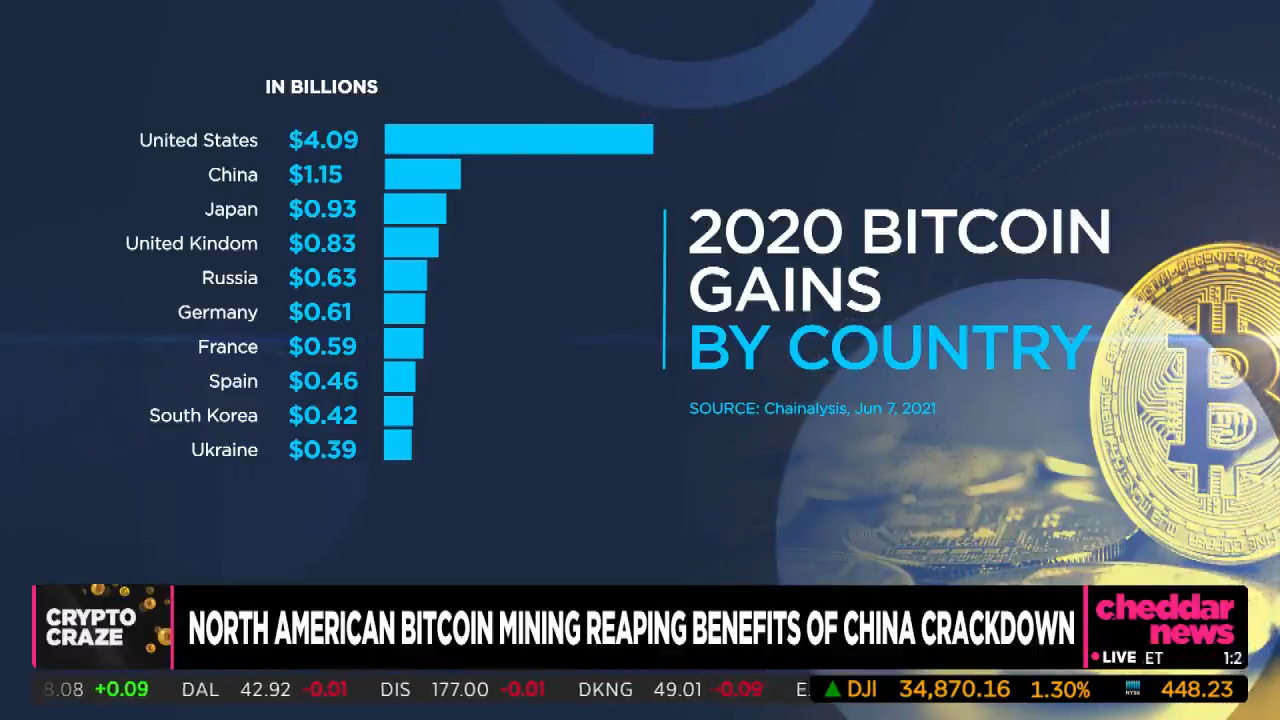 IN BILLIONS
United States $4.09
China $1.15
Japan $0.93
United Kindom $0.83
Russia $0.63
Germany $0.61
France $0.59
Spain $0.46
South Korea $0.42
Ukraine $0.39
2020 BITCOIN
GAINS
BY COUNTRY
SOURCE: Chainalysis, Jun 7, 2021
CRYPTO
CRAZE
NORTH AMERICAN BITCOIN MINING REAPING BENEFITS OF CHINA CRACKDOWN
cheddar
news
LIVE ET 1:2
8.08 +0.09 DAL 42.92 -0.01 DIS 177.00 -0.01 DKNG 49.01 -0.09 E DJI 34,870.16 1.30% NYSE 448.23